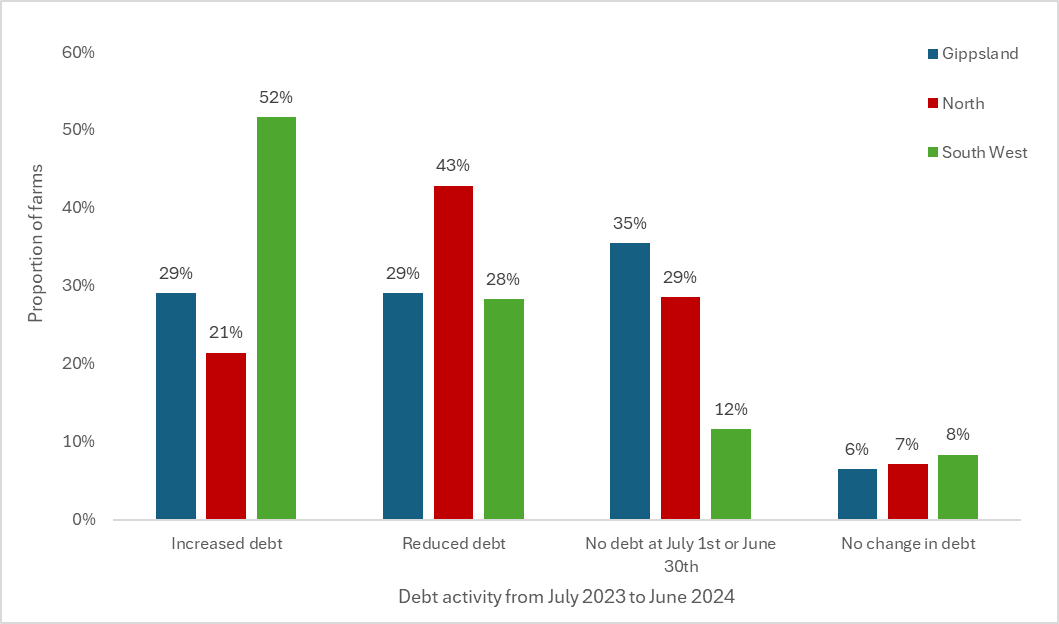 60%
50%
40%
30%
20%
10%
0%
Proportion of farms
Gippsland
North
South West
29%
21%
52%
29%
43%
28%
35%
29%
12%
6%
7%
8%
Increased debt
Reduced debt
No debt at July 1st or June
30th
No change in debt
Debt activity from July 2023 to June 2024